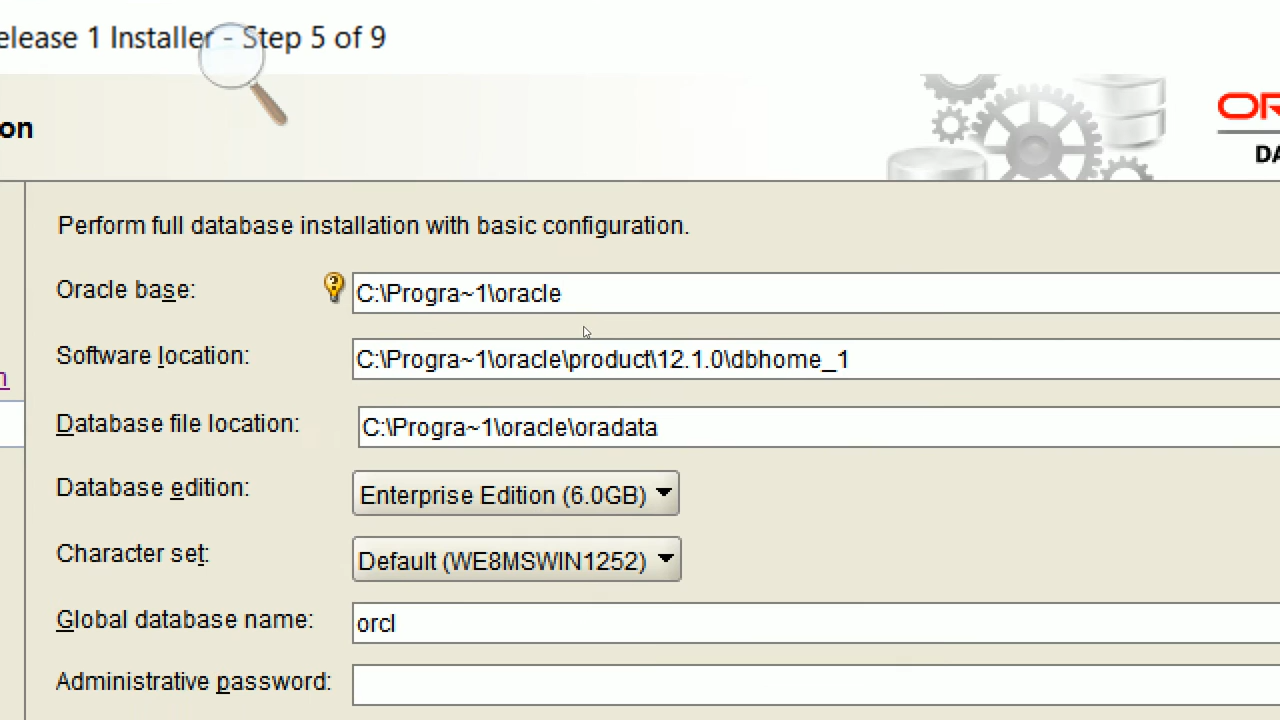 elease 1 Installer - Step 5 of 9
on
OR
DA
Perform full database installation with basic configuration.
Oracle base: C:\Progra~1\oracle
Software location: C:\Progra~1\oracle\product\12.1.0\dbhome_1
n
Database file location: C:\Progra~1\oracle\oradata
Database edition: Enterprise Edition (6.0GB)
Character set: Default (WE8MSWIN1252)
Global database name: orcl
Administrative password: